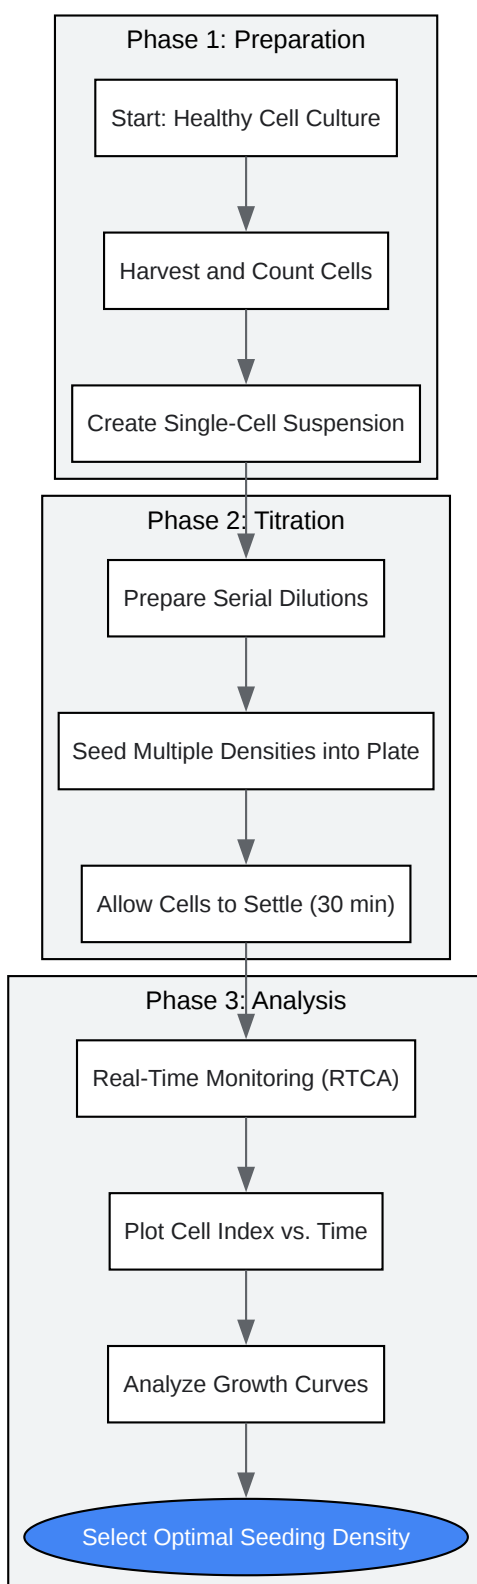 Phase 1: Preparation
Start: Healthy Cell Culture
Harvest and Count Cells
Create Single-Cell Suspension
Phase 2: Titration
Prepare Serial Dilutions
Seed Multiple Densities into Plate
Allow Cells to Settle (30 min)
Phase 3: Analysis
Real-Time Monitoring (RTCA)
Plot Cell Index vs. Time
Analyze Growth Curves
Select Optimal Seeding Density